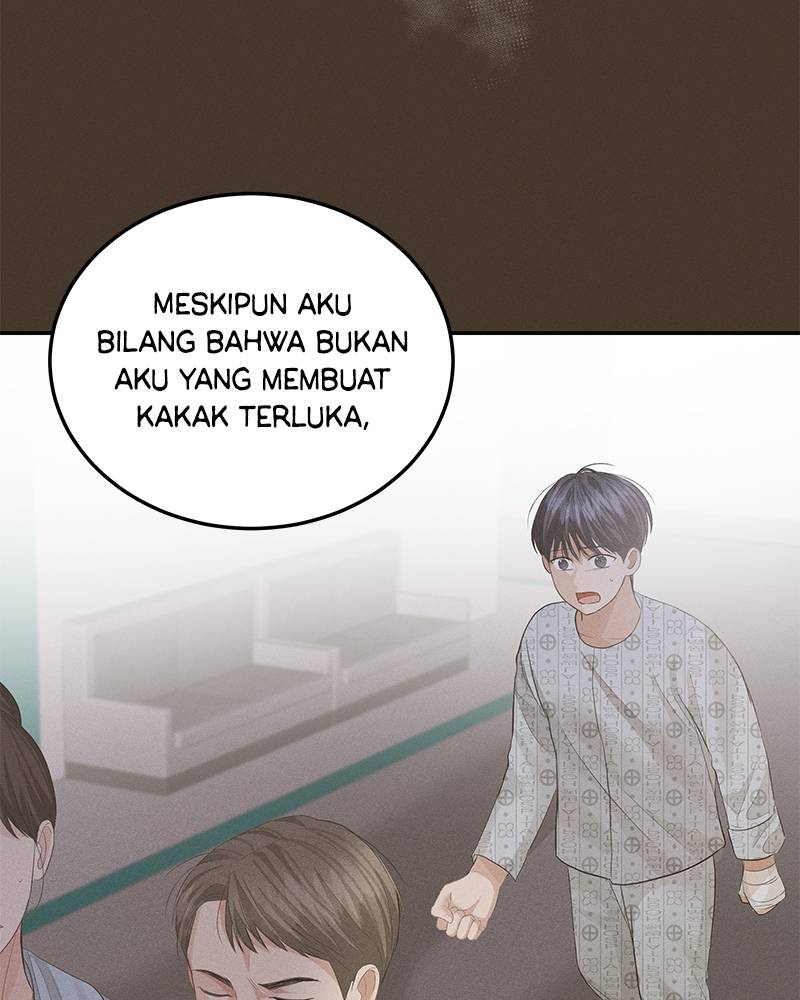 MESKIPUN AKU
BILANG BAHWA BUKAN
AKU YANG MEMBUAT
KAKAK TERLUKA,